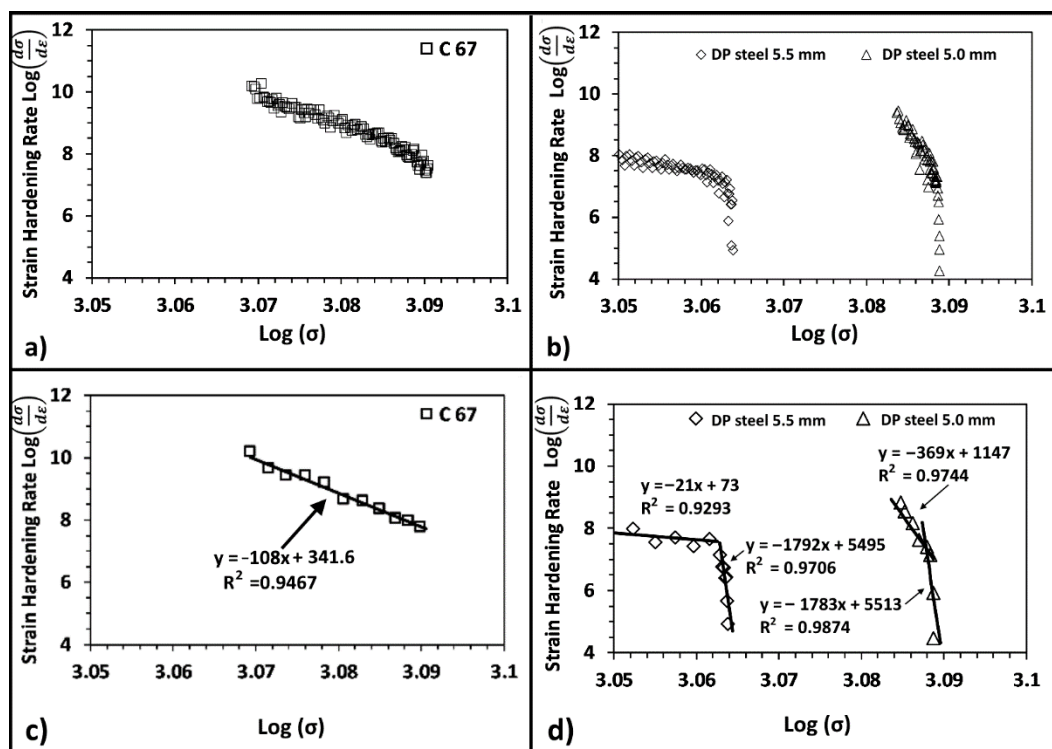 12
10
8
6
4
3.05
3.06
3.07
3.08
3.09
3.1
Strain Hardening Rate Log(dσ/dε)
Log (σ)
C 67
a)
12
10
8
6
4
3.05
3.06
3.07
3.08
3.09
3.1
Strain Hardening Rate Log(dσ/dε)
Log (σ)
DP steel 5.5 mm
DP steel 5.0 mm
b)
12
10
8
6
4
3.05
3.06
3.07
3.08
3.09
3.1
Strain Hardening Rate Log(dσ/dε)
Log (σ)
C 67
y = −108x + 341.6
R² = 0.9467
c)
12
10
8
6
4
3.05
3.06
3.07
3.08
3.09
3.1
Strain Hardening Rate Log(dσ/dε)
Log (σ)
DP steel 5.5 mm
DP steel 5.0 mm
y = −369x + 1147
R² = 0.9744
y = −21x + 73
R² = 0.9293
y = −1792x + 5495
R² = 0.9706
y = − 1783x + 5513
R² = 0.9874
d)